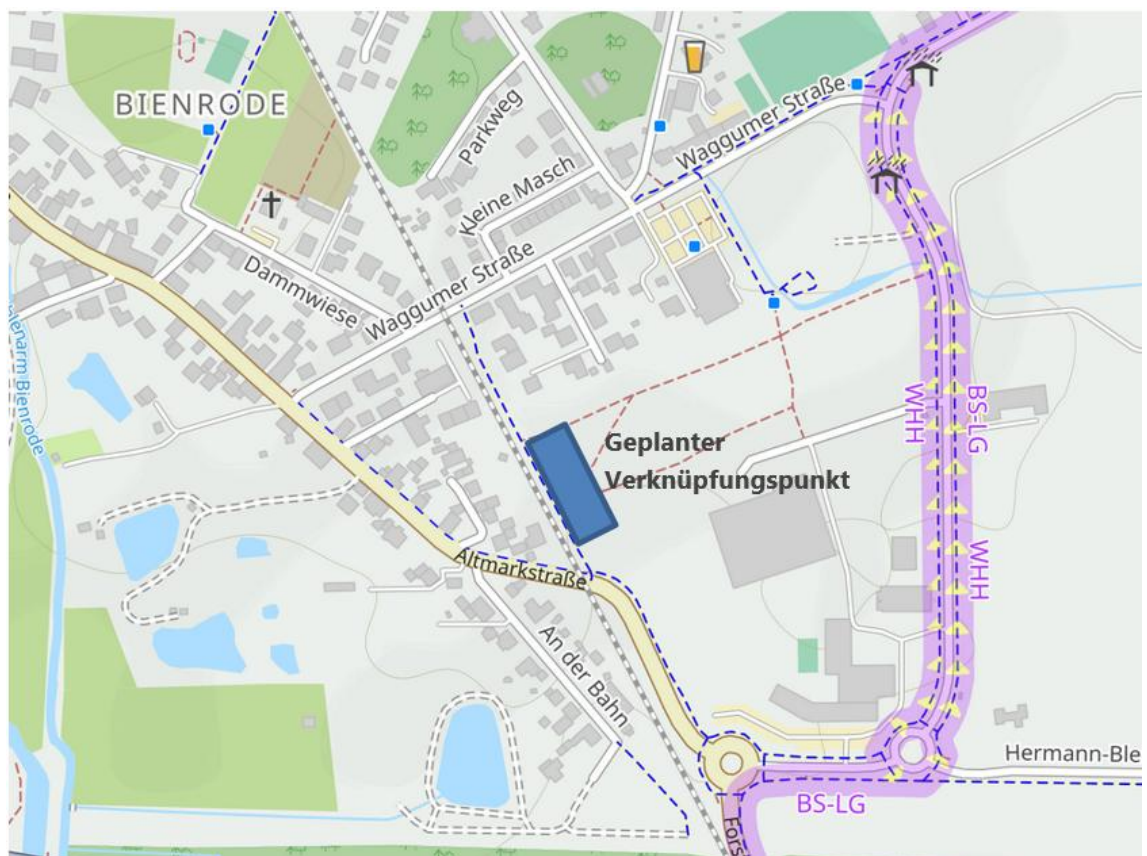 BIENRODE
Parkweg
Kleine Masch
Waggumer Straße
Dammwiese
Waggumer Straße
Geplanter
Verknüpfungspunkt
WHH
BS-LG
WHH
Altmarkstraße
An der Bahn
BS-LG
Hermann-Ble
Fors